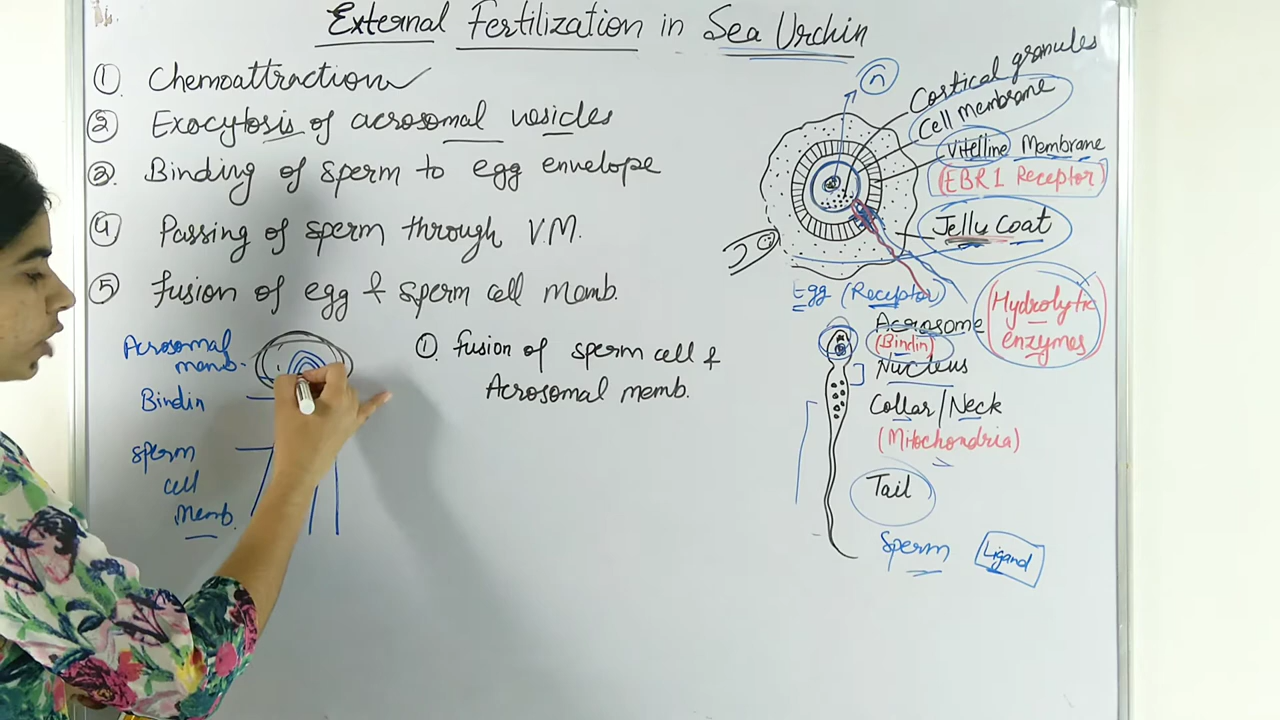 External Fertilization in Sea Urchin
① Chemoattraction
② Exocytosis of acrosomal vesicles
③. Binding of sperm to egg envelope
④ Passing of sperm through V.M.
⑤ Fusion of egg & sperm cell Memb.
Acrosomal
memb.
Bindin
Sperm
cell
Memb.
①. Fusion of sperm cell &
Acrosomal memb.
n
Cortical granules
Cell membrane
Vitelline Membrane
(EBR1 Receptor)
Jelly Coat
Egg (Receptor)
Hydrolytic
enzymes
Acrosome
(Bindin)
Nucleus
Collar/Neck
(Mitochondria)
Tail
Sperm
Ligand